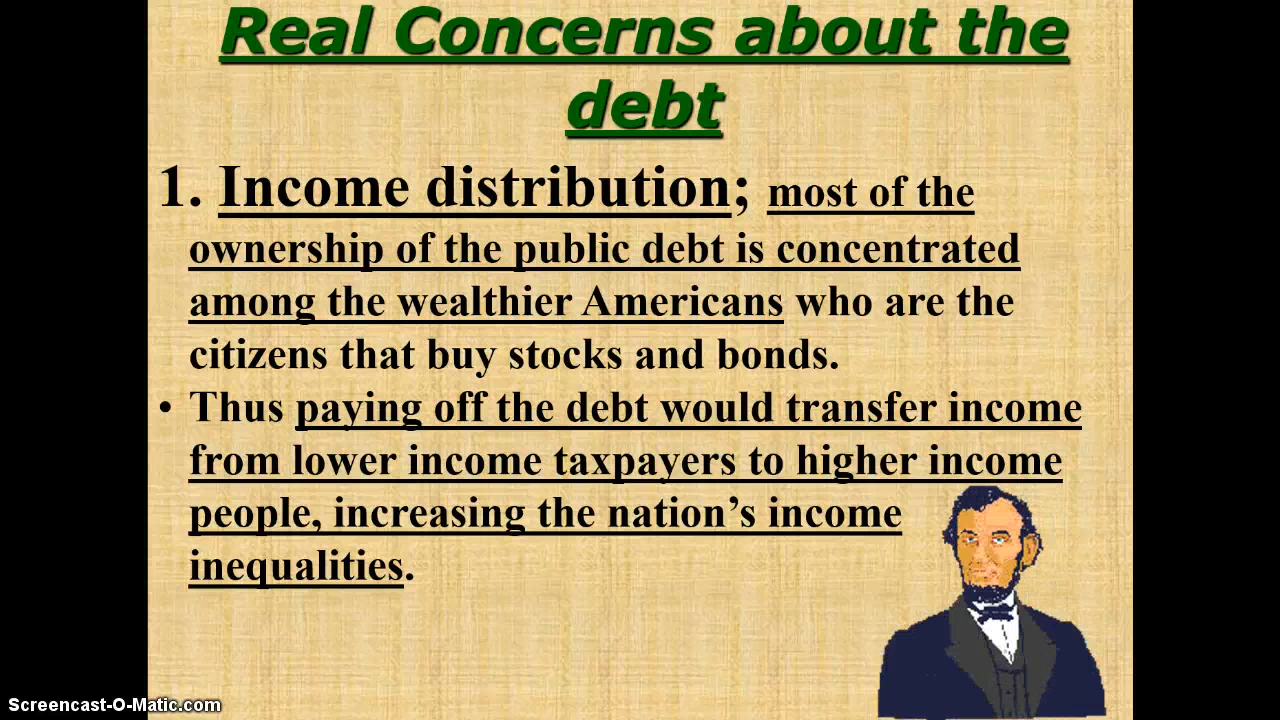 Real Concerns about the
debt
1. Income distribution; most of the
ownership of the public debt is concentrated
among the wealthier Americans who are the
citizens that buy stocks and bonds.
• Thus paying off the debt would transfer income
from lower income taxpayers to higher income
people, increasing the nation’s income
inequalities.
Screencast-O-Matic.com